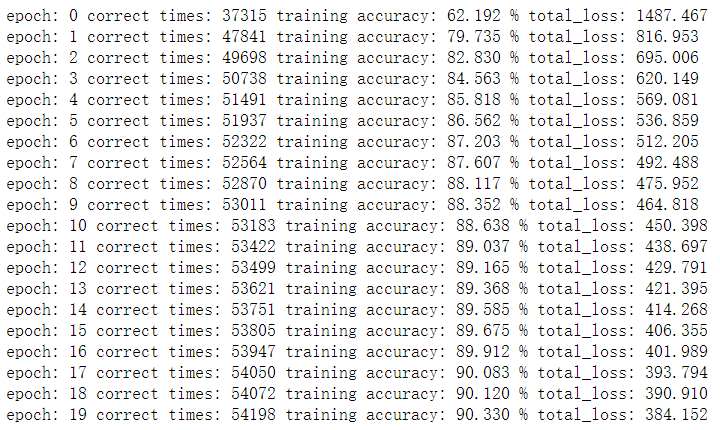 epoch: 0 correct times: 37315 training accuracy: 62.192 % total_loss: 1487.467
epoch: 1 correct times: 47841 training accuracy: 79.735 % total_loss: 816.953
epoch: 2 correct times: 49698 training accuracy: 82.830 % total_loss: 695.006
epoch: 3 correct times: 50738 training accuracy: 84.563 % total_loss: 620.149
epoch: 4 correct times: 51491 training accuracy: 85.818 % total_loss: 569.081
epoch: 5 correct times: 51937 training accuracy: 86.562 % total_loss: 536.859
epoch: 6 correct times: 52322 training accuracy: 87.203 % total_loss: 512.205
epoch: 7 correct times: 52564 training accuracy: 87.607 % total_loss: 492.488
epoch: 8 correct times: 52870 training accuracy: 88.117 % total_loss: 475.952
epoch: 9 correct times: 53011 training accuracy: 88.352 % total_loss: 464.818
epoch: 10 correct times: 53183 training accuracy: 88.638 % total_loss: 450.398
epoch: 11 correct times: 53422 training accuracy: 89.037 % total_loss: 438.697
epoch: 12 correct times: 53499 training accuracy: 89.165 % total_loss: 429.791
epoch: 13 correct times: 53621 training accuracy: 89.368 % total_loss: 421.395
epoch: 14 correct times: 53751 training accuracy: 89.585 % total_loss: 414.268
epoch: 15 correct times: 53805 training accuracy: 89.675 % total_loss: 406.355
epoch: 16 correct times: 53947 training accuracy: 89.912 % total_loss: 401.989
epoch: 17 correct times: 54050 training accuracy: 90.083 % total_loss: 393.794
epoch: 18 correct times: 54072 training accuracy: 90.120 % total_loss: 390.910
epoch: 19 correct times: 54198 training accuracy: 90.330 % total_loss: 384.152